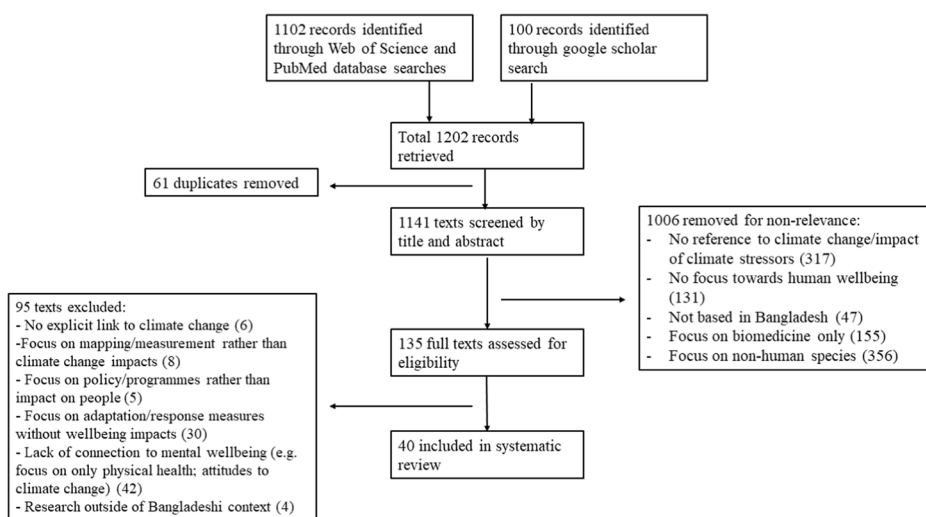 1102 records identified
through Web of Science and
PubMed database searches
100 records identified
through google scholar
search
Total 1202 records
retrieved
61 duplicates removed
1141 texts screened by
title and abstract
1006 removed for non-relevance:
- No reference to climate change/impact
of climate stressors (317)
- No focus towards human wellbeing
(131)
- Not based in Bangladesh (47)
- Focus on biomedicine only (155)
- Focus on non-human species (356)
135 full texts assessed for
eligibility
95 texts excluded:
- No explicit link to climate change (6)
-Focus on mapping/measurement rather than
climate change impacts (8)
- Focus on policy/programmes rather than
impact on people (5)
- Focus on adaptation/response measures
without wellbeing impacts (30)
- Lack of connection to mental wellbeing (e.g.
focus on only physical health; attitudes to
climate change) (42)
- Research outside of Bangladeshi context (4)
40 included in systematic
review